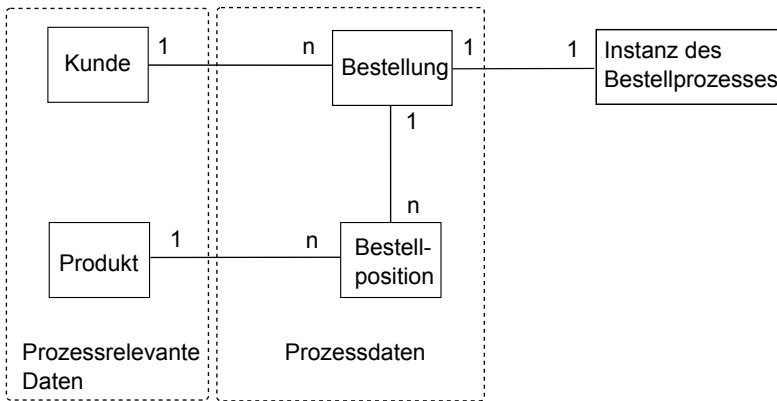 Kunde
1
n
Bestellung
1
1
Instanz des
Bestellprozesses
1
n
Produkt
1
n
Bestell-
position
Prozessrelevante
Daten
Prozessdaten